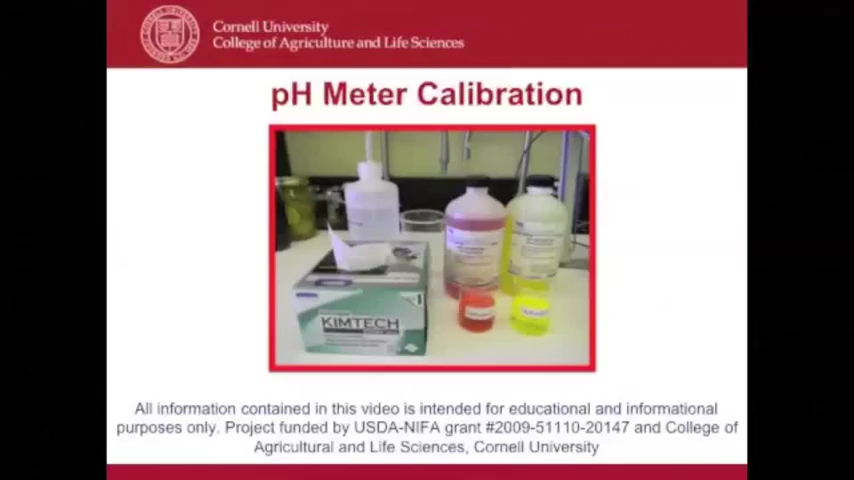 Cornell University
College of Agriculture and Life Sciences
pH Meter Calibration
KIMTECH
All information contained in this video is intended for educational and informational
purposes only. Project funded by USDA-NIFA grant #2009-51110-20147 and College of
Agricultural and Life Sciences, Cornell University